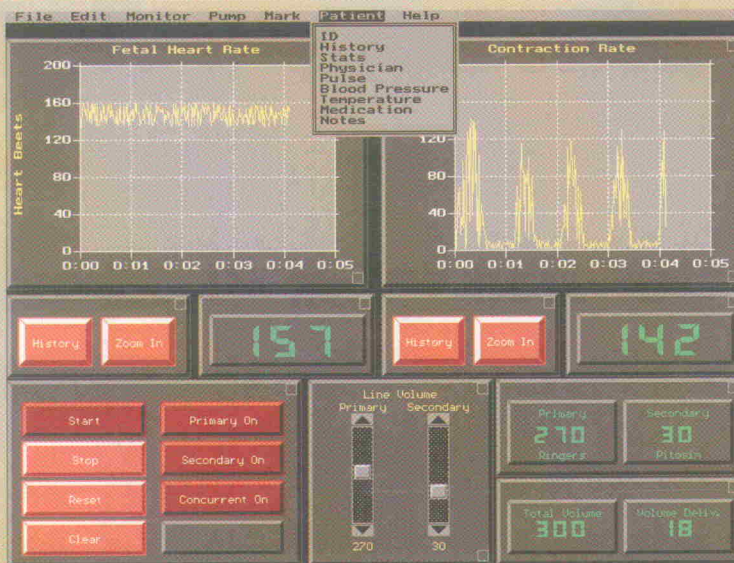 File Edit Monitor Pump Mark Patient Help
ID
History
Stats
Physician
Pulse
Blood Pressure
Temperature
Medication
Notes
Fetal Heart Rate
200
160
120
80
40
0
Heart Beets
0:00 0:01 0:02 0:03 0:04 0:05
Contraction Rate
120
80
40
0
0:00 0:01 0:02 0:03 0:04 0:05
History Zoom In 157
History Zoom In 142
Start Primary On
Stop Secondary On
Reset Concurrent On
Clear
Line Volume
Primary Secondary
270 30
Primary
270
Ringers
Secondary
30
Pitosin
Total Volume
300
Volume Deliv.
18